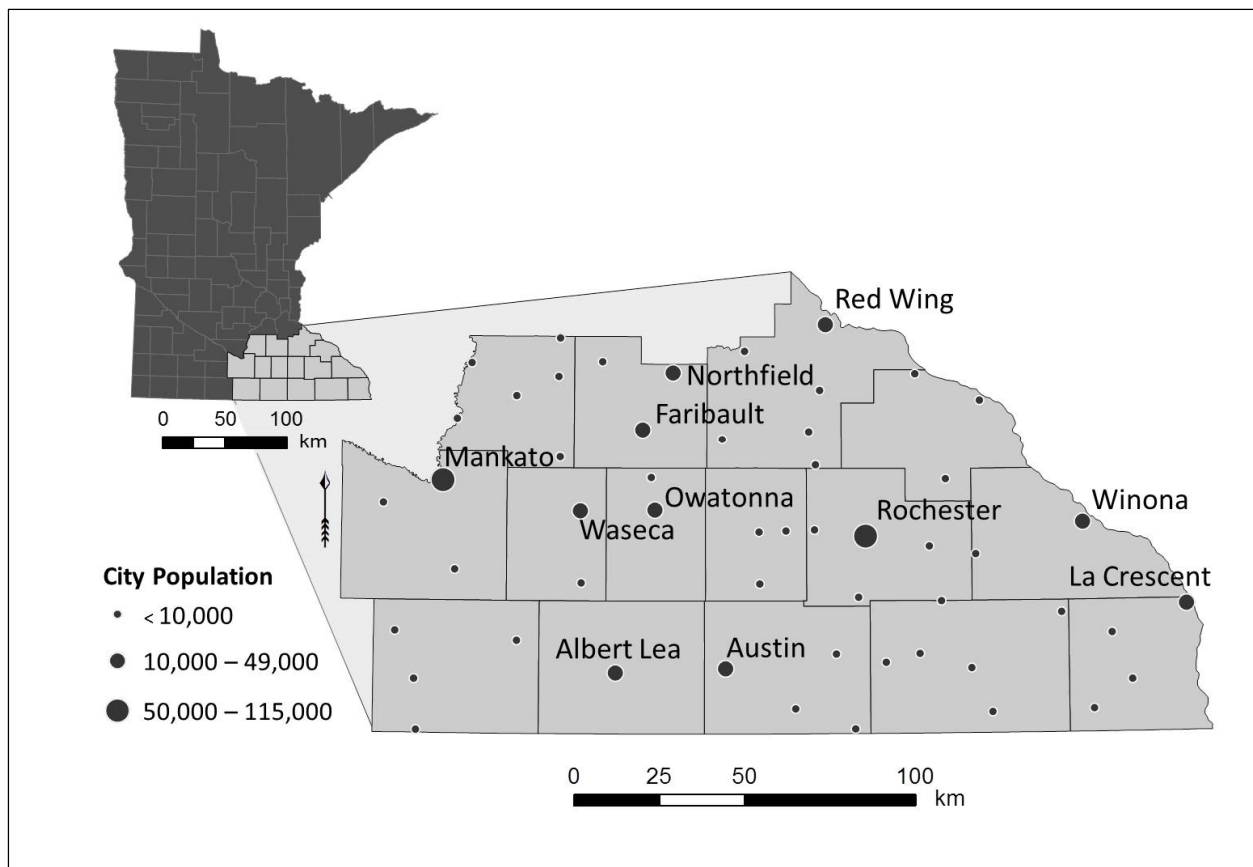 Red Wing
Northfield
Faribault
Mankato
Owatonna
Waseca
Rochester
Winona
La Crescent
Albert Lea
Austin
0 50 100
km
City Population
< 10,000
10,000 – 49,000
50,000 – 115,000
0 25 50 100
km